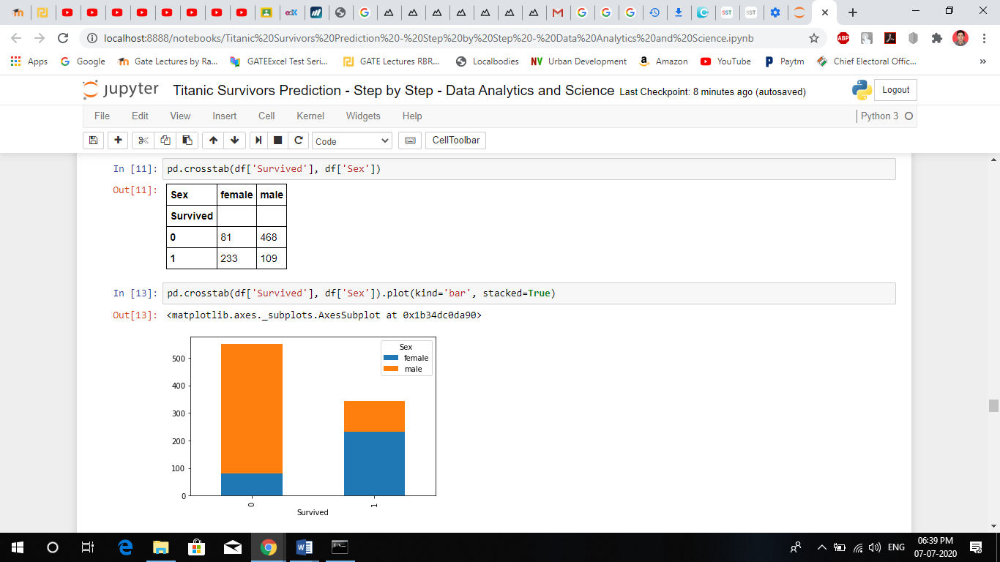 localhost:8888/notebooks/Titanic%20Survivors%20Prediction%20-%20Step%20by%20Step%20-%20Data%20Analytics%20and%20Science.ipynb
Apps Google Gate Lectures by Ra... GATEExcel Test Seri... GATE Lectures RBR... Localbodies NV Urban Development a Amazon YouTube P Paytm Chief Electoral Offic... »
jupyter Titanic Survivors Prediction - Step by Step - Data Analytics and Science Last Checkpoint: 8 minutes ago (autosaved) Logout
File Edit View Insert Cell Kernel Widgets Help Python 3
Code CellToolbar
In [11]: pd.crosstab(df['Survived'], df['Sex'])
Out[11]:
Sex female male
Survived
0 81 468
1 233 109
In [13]: pd.crosstab(df['Survived'], df['Sex']).plot(kind='bar', stacked=True)
Out[13]: <matplotlib.axes._subplots.AxesSubplot at 0x1b34dc0da90>
Sex
female
male
500
400
300
200
100
0
0 1
Survived
ENG 06:39 PM
07-07-2020